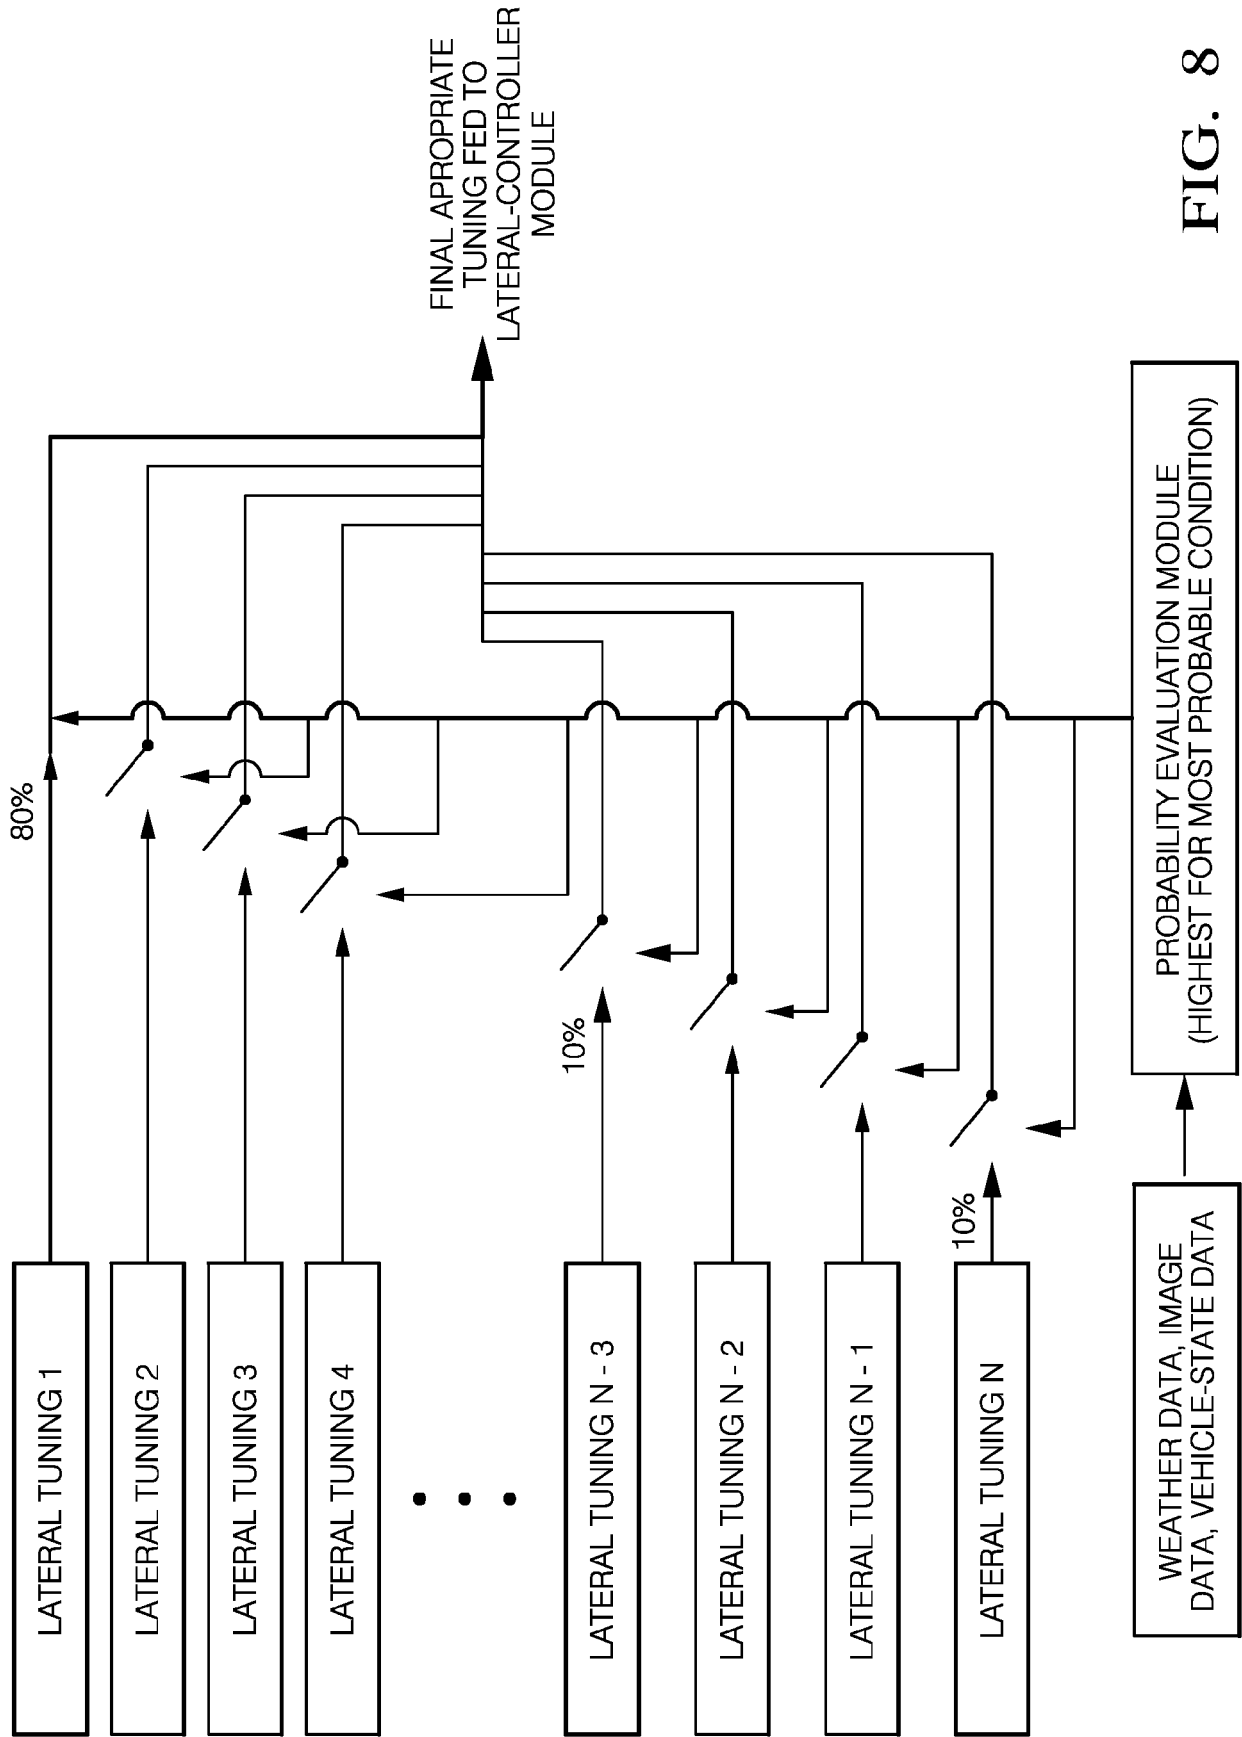 LATERAL TUNING 1
80%
LATERAL TUNING 2
LATERAL TUNING 3
LATERAL TUNING 4
LATERAL TUNING N - 3
10%
LATERAL TUNING N - 2
LATERAL TUNING N - 1
LATERAL TUNING N
10%
FINAL APROPRIATE
TUNING FED TO
LATERAL-CONTROLLER
MODULE
WEATHER DATA, IMAGE
DATA, VEHICLE-STATE DATA
PROBABILITY EVALUATION MODULE
(HIGHEST FOR MOST PROBABLE CONDITION)
FIG. 8